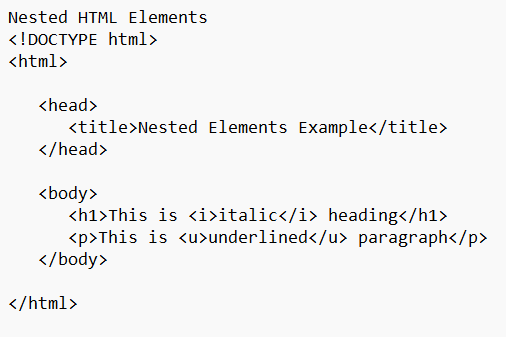 Nested HTML Elements
<!DOCTYPE html>
<html>
<head>
<title>Nested Elements Example</title>
</head>
<body>
<h1>This is <i>italic</i> heading</h1>
<p>This is <u>underlined</u> paragraph</p>
</body>
</html>